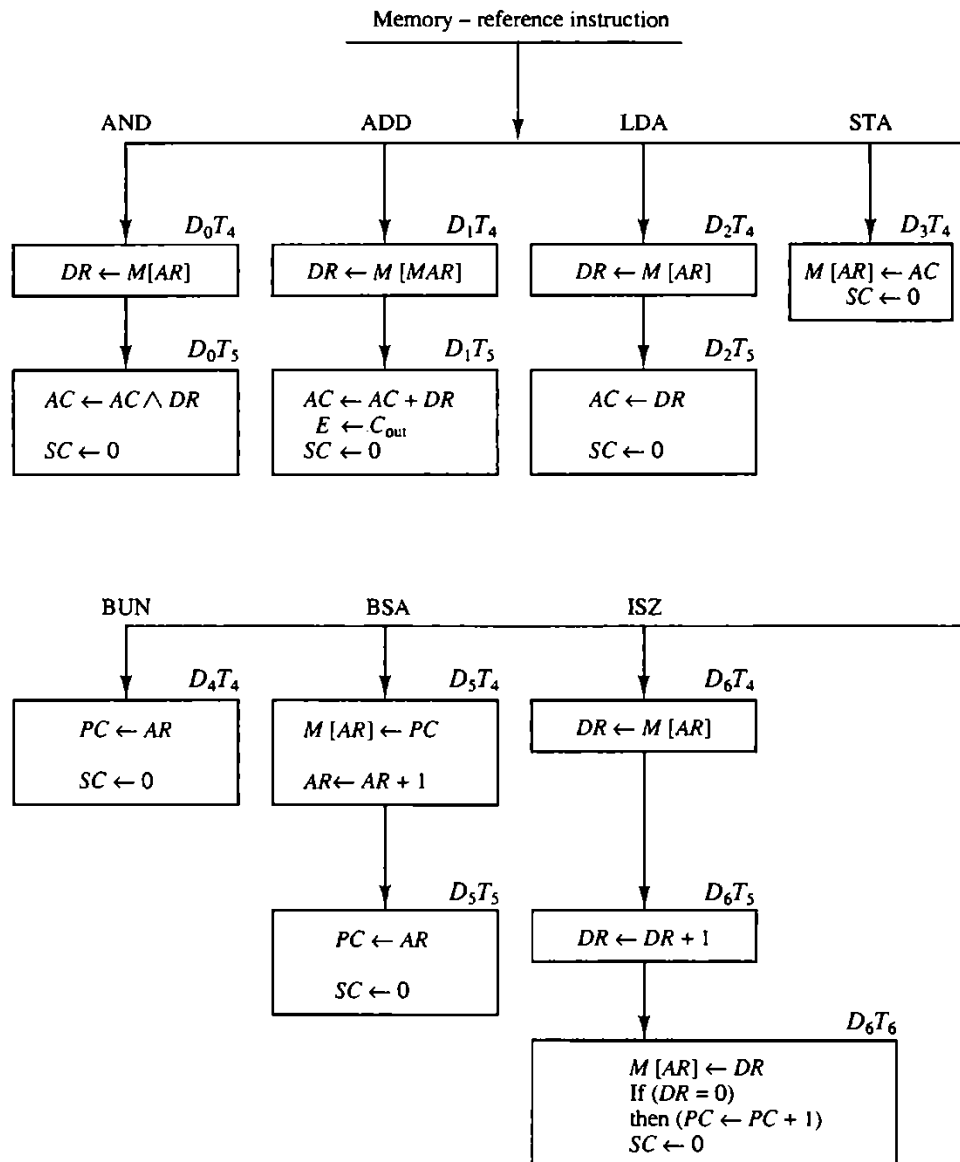 Memory – reference instruction
AND ADD LDA STA
D₀T₄ D₁T₄ D₂T₄ D₃T₄
DR ← M[AR] DR ← M [MAR] DR ← M [AR] M [AR] ← AC
SC ← 0
D₀T₅ D₁T₅ D₂T₅
AC ← AC ∧ DR AC ← AC + DR AC ← DR
E ← Cout
SC ← 0 SC ← 0 SC ← 0
BUN BSA ISZ
D₄T₄ D₅T₄ D₆T₄
PC ← AR M [AR] ← PC DR ← M [AR]
SC ← 0 AR ← AR + 1
D₅T₅ D₆T₅
PC ← AR DR ← DR + 1
SC ← 0
D₆T₆
M [AR] ← DR
If (DR = 0)
then (PC ← PC + 1)
SC ← 0